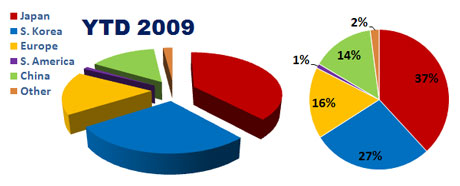 Japan
S. Korea
Europe
S. America
China
Other
YTD 2009
2%
1%
14%
37%
16%
27%